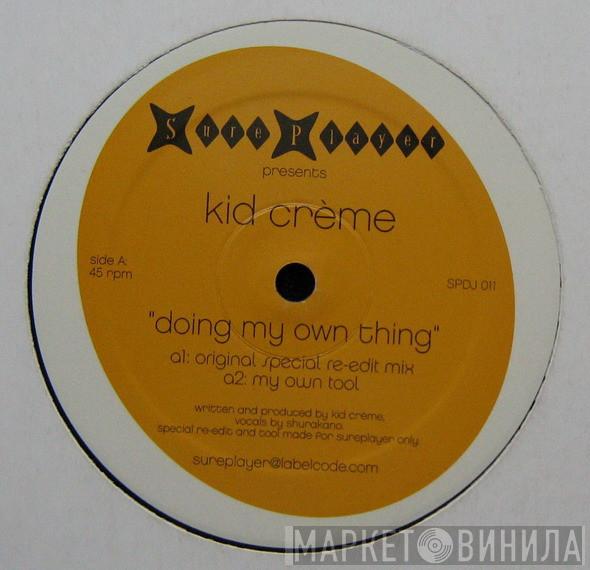 SurePlayer
presents
kid crème
side A:
45 rpm
SPDJ 011
"doing my own thing"
a1: original special re-edit mix
a2: my own tool
written and produced by kid creme,
vocals by shurakano.
special re-edit and tool made for sureplayer only.
sureplayer@labelcode.com
МАРКЕТ ВИНИЛА